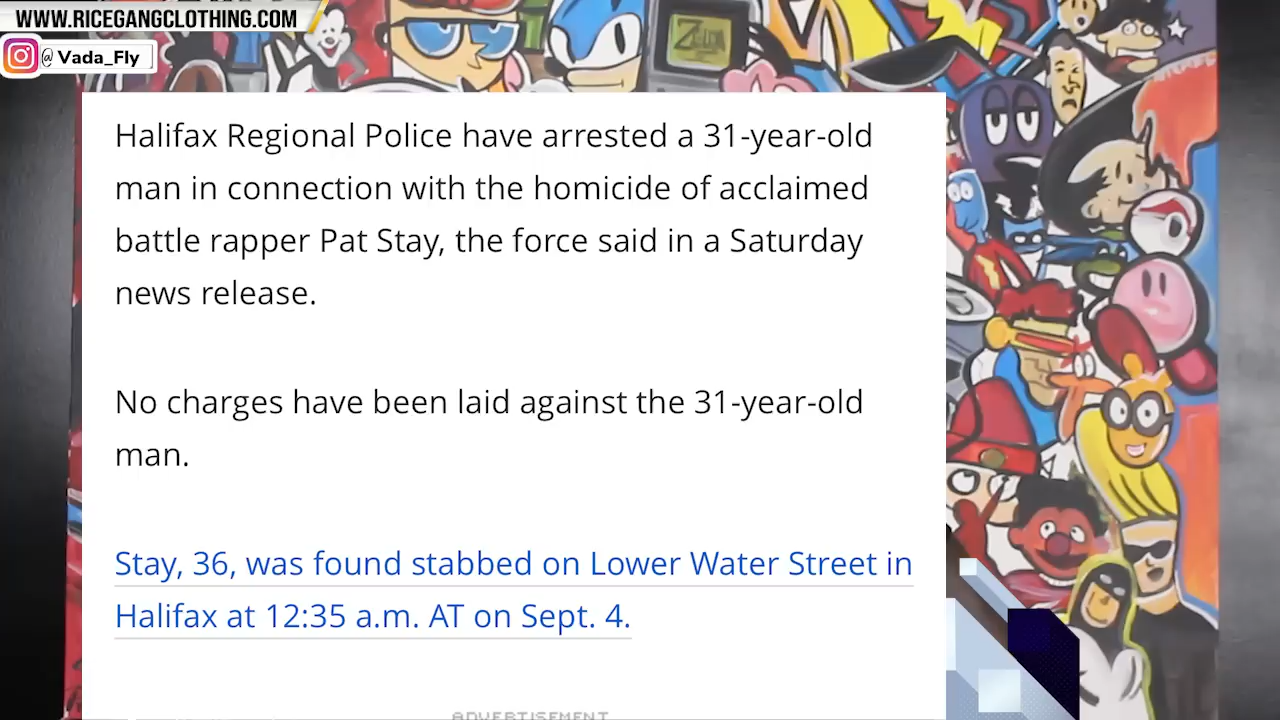 WWW.RICEGANGCLOTHING.COM
@ Vada_Fly
Halifax Regional Police have arrested a 31-year-old
man in connection with the homicide of acclaimed
battle rapper Pat Stay, the force said in a Saturday
news release.
No charges have been laid against the 31-year-old
man.
Stay, 36, was found stabbed on Lower Water Street in
Halifax at 12:35 a.m. AT on Sept. 4.
ADVERTISEMENT